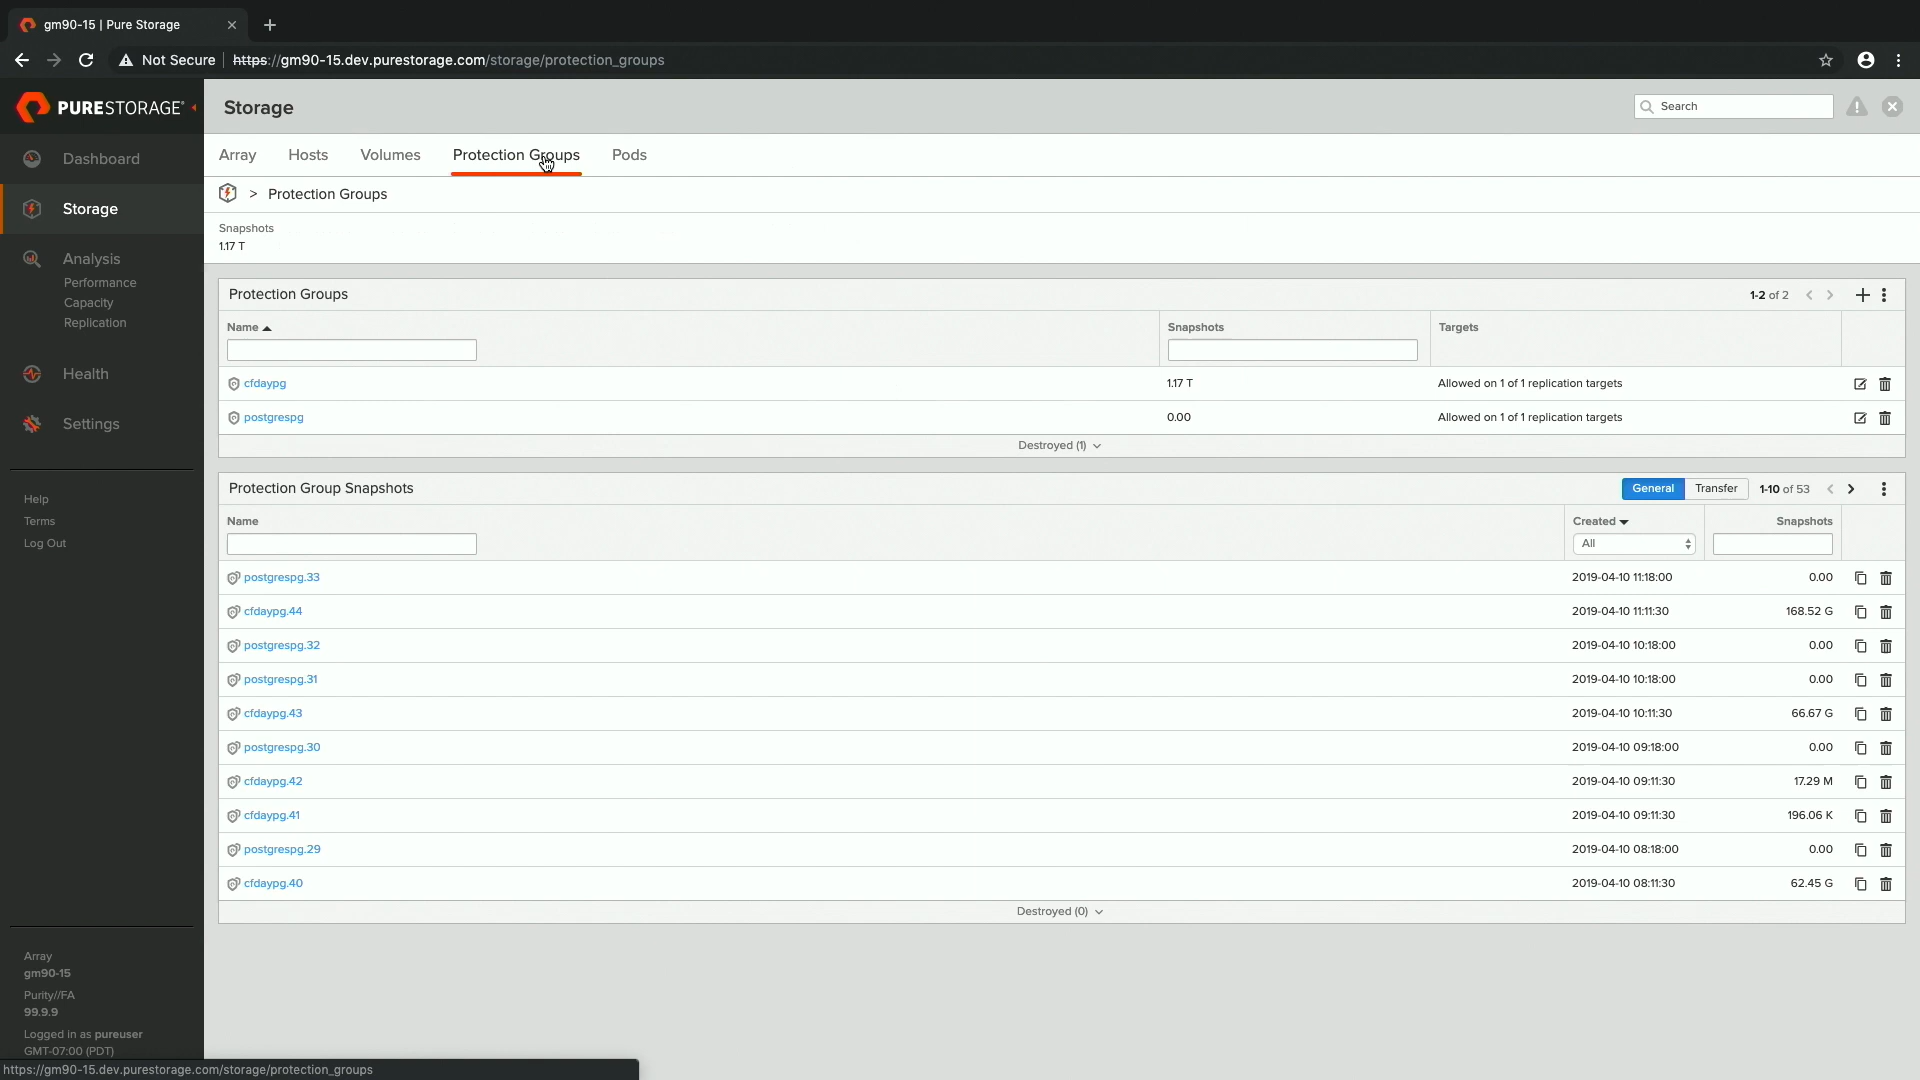 gm90-15 | Pure Storage
Not Secure https://gm90-15.dev.purestorage.com/storage/protection_groups
PURESTORAGE®
Storage
Search
Dashboard
Storage
Analysis
Performance
Capacity
Replication
Health
Settings
Help
Terms
Log Out
Array
gm90-15
Purity//FA
99.9.9
Logged in as pureuser
GMT-07:00 (PDT)
Array Hosts Volumes Protection Groups Pods
> Protection Groups
Snapshots
1.17 T
Protection Groups 1-2 of 2
Name Snapshots Targets
cfdaypg 1.17 T Allowed on 1 of 1 replication targets
postgrespg 0.00 Allowed on 1 of 1 replication targets
Destroyed (1)
Protection Group Snapshots General Transfer 1-10 of 53
Name Created Snapshots
All
postgrespg.33 2019-04-10 11:18:00 0.00
cfdaypg.44 2019-04-10 11:11:30 168.52 G
postgrespg.32 2019-04-10 10:18:00 0.00
postgrespg.31 2019-04-10 10:18:00 0.00
cfdaypg.43 2019-04-10 10:11:30 66.67 G
postgrespg.30 2019-04-10 09:18:00 0.00
cfdaypg.42 2019-04-10 09:11:30 17.29 M
cfdaypg.41 2019-04-10 09:11:30 196.06 K
postgrespg.29 2019-04-10 08:18:00 0.00
cfdaypg.40 2019-04-10 08:11:30 62.45 G
Destroyed (0)
https://gm90-15.dev.purestorage.com/storage/protection_groups